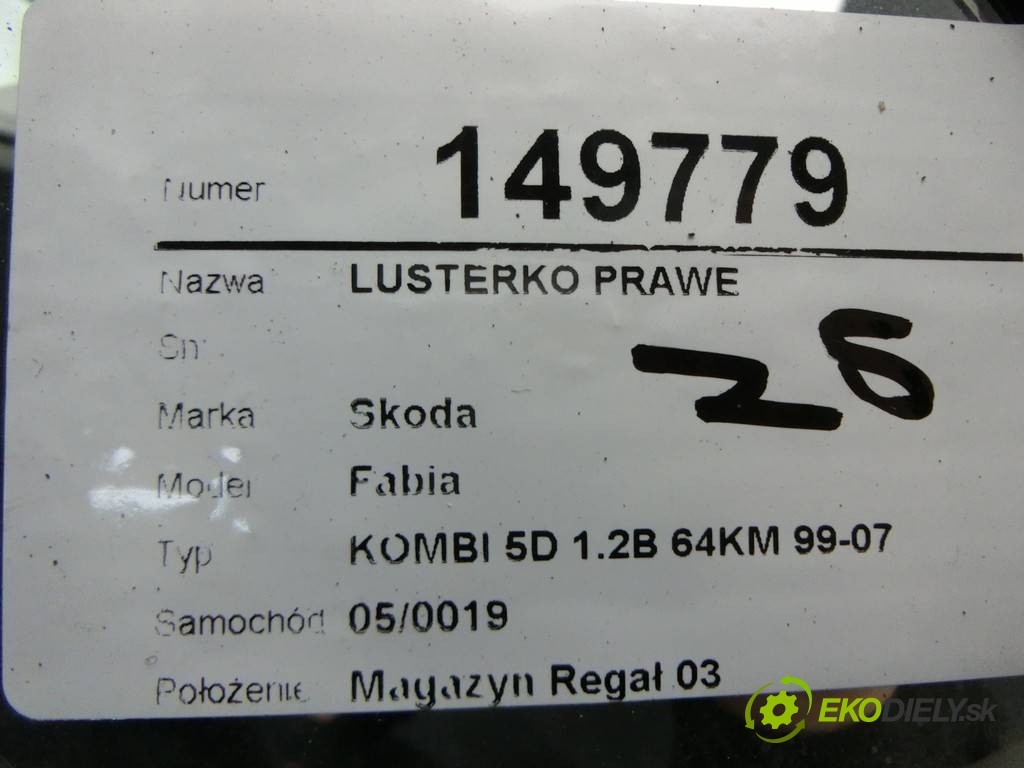 Numer 149779
Nazwa LUSTERKO PRAWE
Sn
26
Marka Skoda
Model Fabia
Typ KOMBI 5D 1.2B 64KM 99-07
Samochód 05/0019
Położenie Magazyn Regał 03
EKODIELY.sk